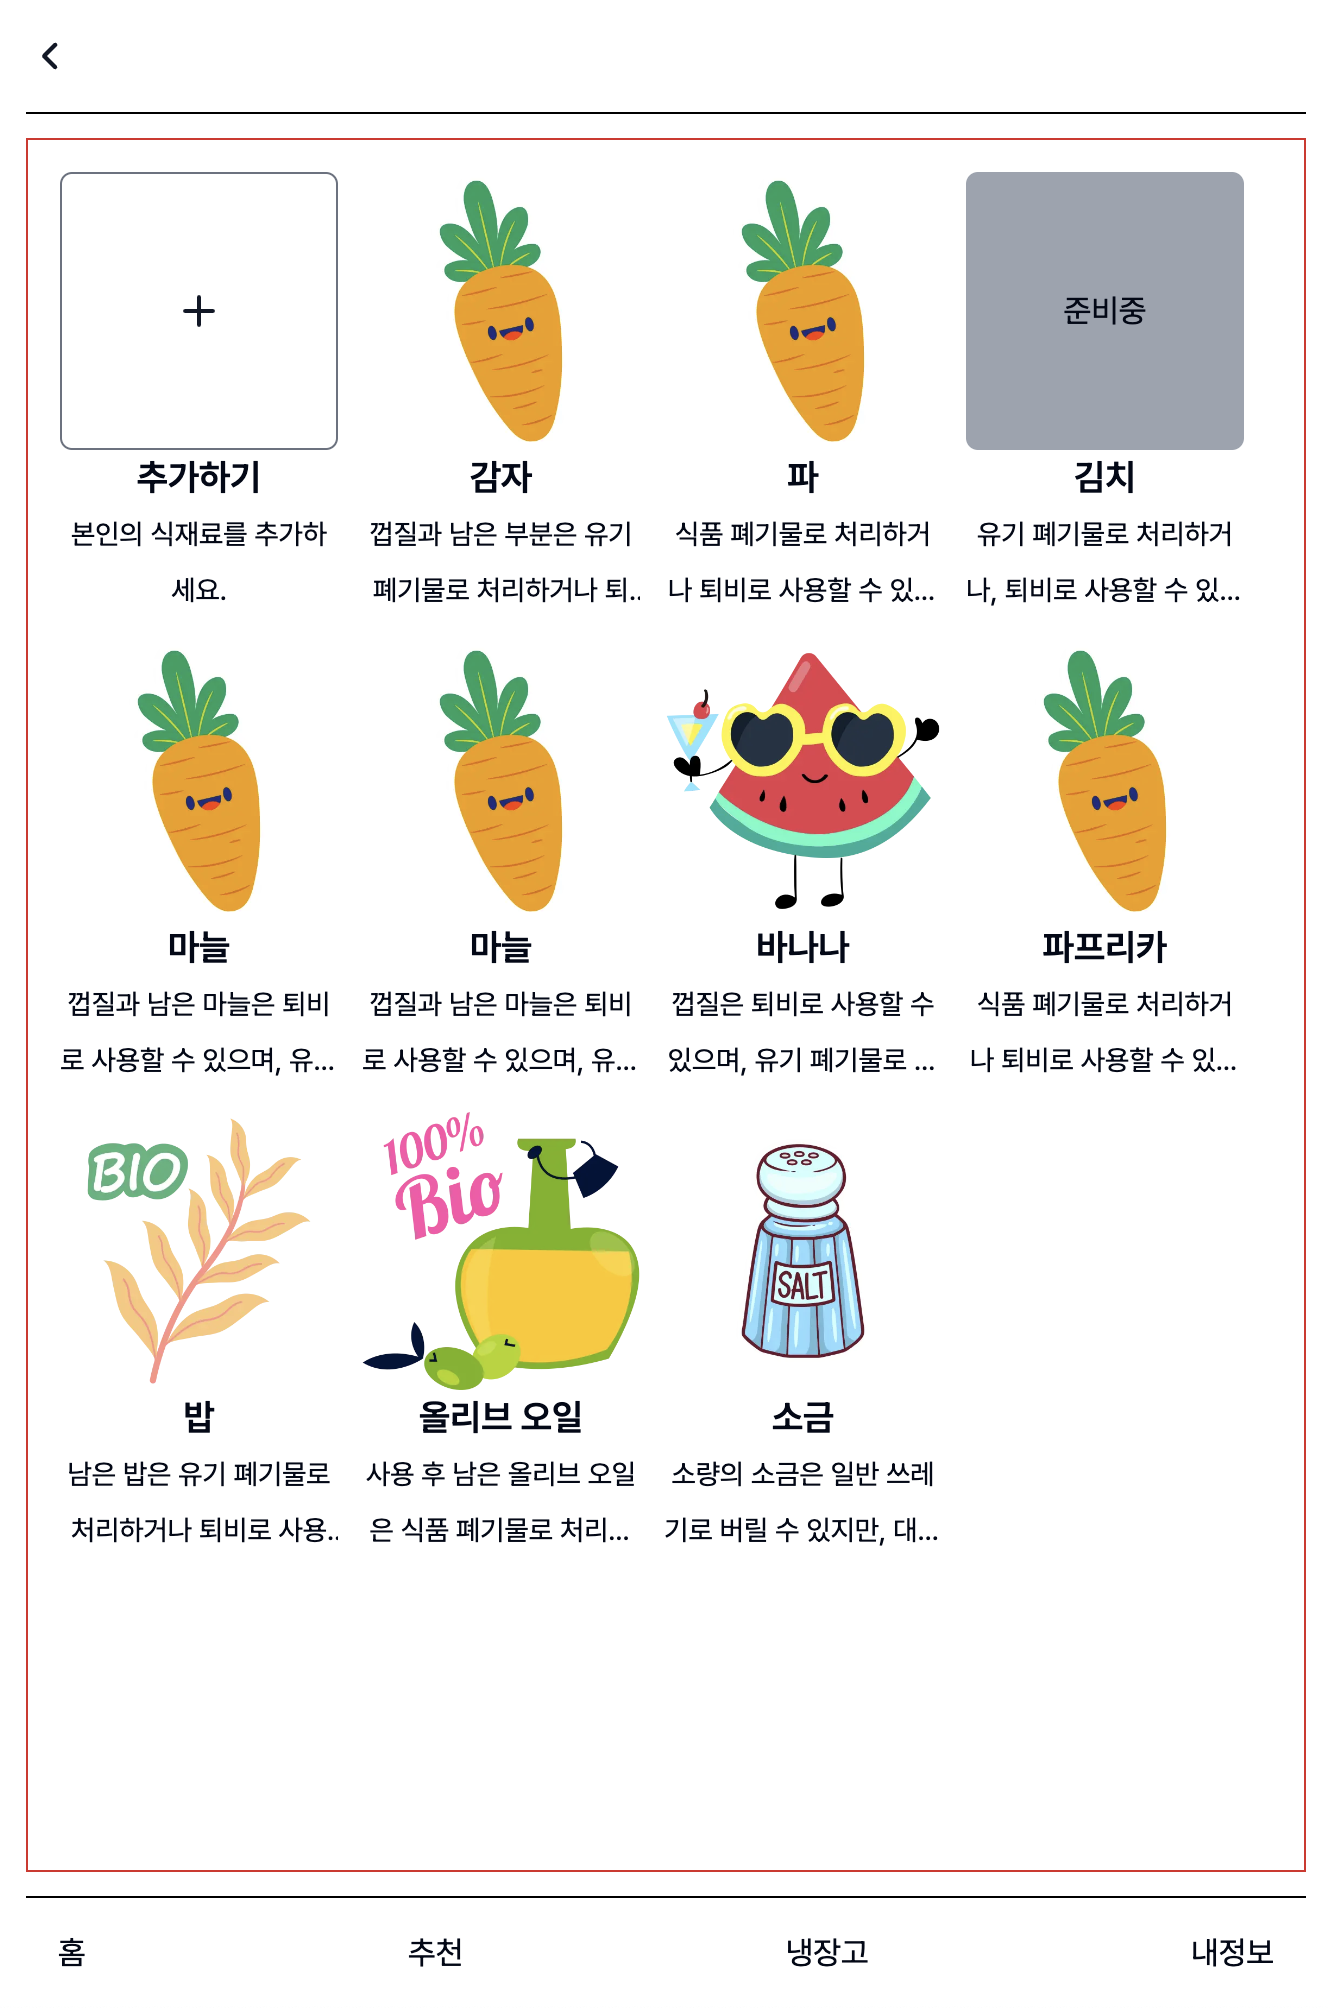 준비중
추가하기
감자
파
김치
본인의 식재료를 추가하
세요.
껍질과 남은 부분은 유기
폐기물로 처리하거나 퇴..
식품 폐기물로 처리하거
나 퇴비로 사용할 수 있...
유기 폐기물로 처리하거
나, 퇴비로 사용할 수 있...
마늘
마늘
바나나
파프리카
껍질과 남은 마늘은 퇴비
로 사용할 수 있으며, 유...
껍질과 남은 마늘은 퇴비
로 사용할 수 있으며, 유...
껍질은 퇴비로 사용할 수
있으며, 유기 폐기물로 ...
식품 폐기물로 처리하거
나 퇴비로 사용할 수 있...
BIO
100%
Bio
SALT
밥
올리브 오일
소금
남은 밥은 유기 폐기물로
처리하거나 퇴비로 사용..
사용 후 남은 올리브 오일
은 식품 폐기물로 처리...
소량의 소금은 일반 쓰레
기로 버릴 수 있지만, 대...
홈
추천
냉장고
내정보